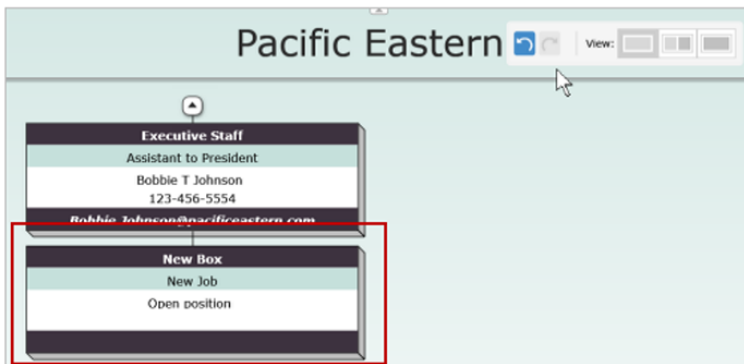 Pacific Eastern
View:
Executive Staff
Assistant to President
Bobbie T Johnson
123-456-5554
Bobbie.Johnson@pacificeastern.com
New Box
New Job
Open position